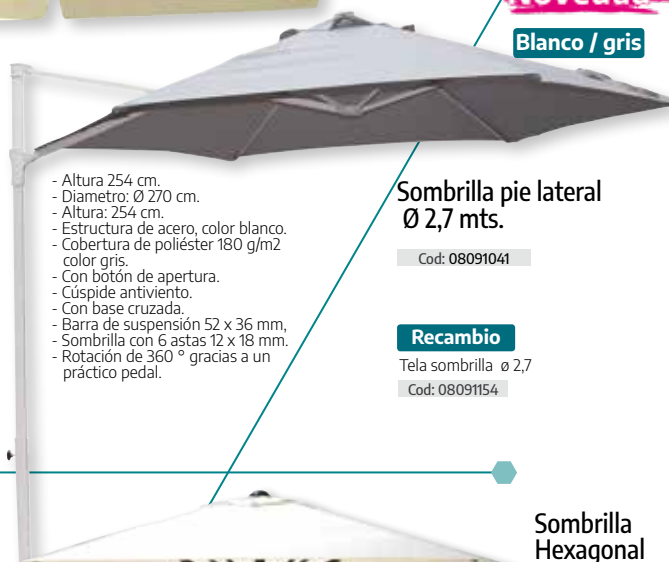 Novedad
Blanco / gris
- Altura 254 cm.
- Diametro: Ø 270 cm.
- Altura: 254 cm.
- Estructura de acero, color blanco.
- Cobertura de poliéster 180 g/m2
color gris.
- Con botón de apertura.
- Cúspide antiviento.
- Con base cruzada.
- Barra de suspensión 52 x 36 mm,
- Sombrilla con 6 astas 12 x 18 mm.
- Rotación de 360 ° gracias a un
práctico pedal.
Sombrilla pie lateral
Ø 2,7 mts.
Cod: 08091041
Recambio
Tela sombrilla ø 2,7
Cod: 08091154
Sombrilla
Hexagonal